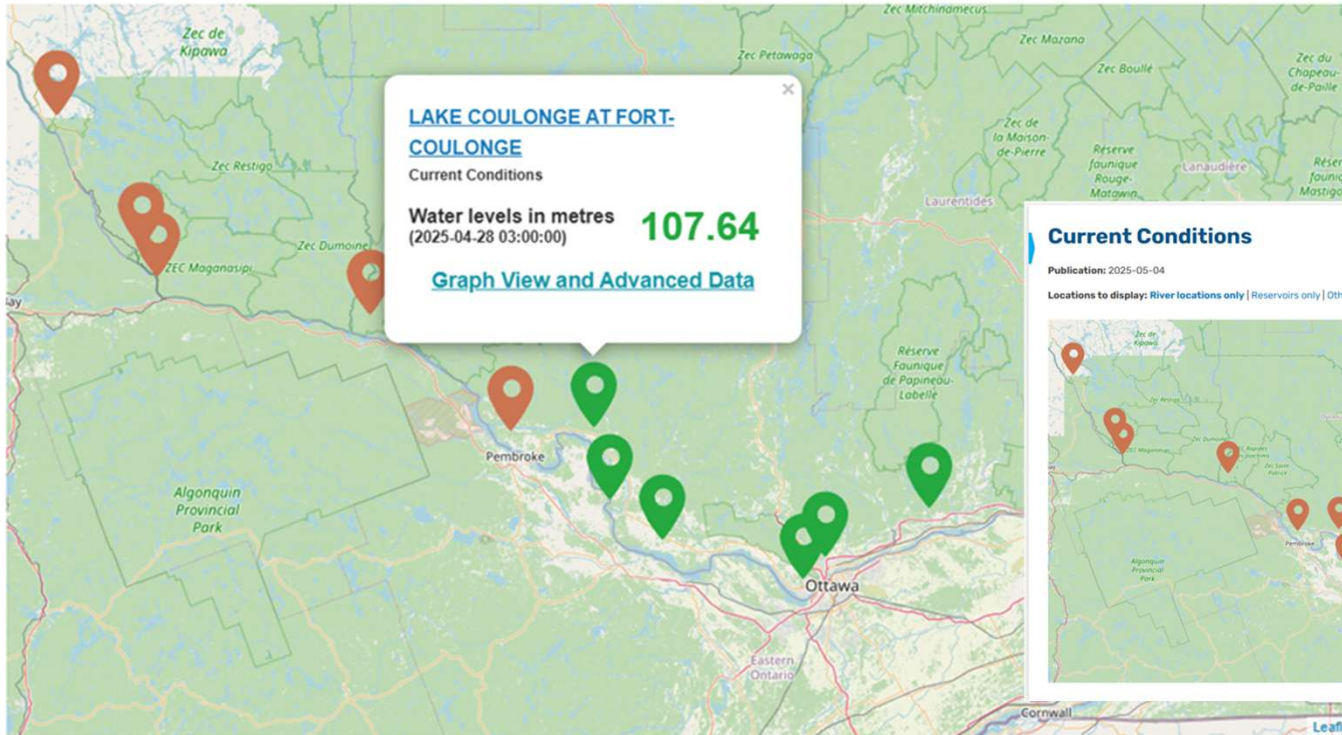 Zec Mitchinamecus
Zec de
Kipawa
Zec Petawaga
Zec Mazana
Zec Boullé
Zec du
Chapeau-
de-Paille
×
LAKE COULONGE AT FORT-
COULONGE
Current Conditions
Water levels in metres
(2025-04-28 03:00:00)
107.64
Graph View and Advanced Data
Zec Restigo
Zec Dumoine
ZEC Maganasipi
Zec de
la Maison-
de-Pierre
Réserve
faunique
Rouge-
Matawin
Lanaudière
Laurentides
Réserve
Faunique
de Papineau-
Labelle
Pembroke
Algonquin
Provincial
Park
Ottawa
Eastern
Ontario
Cornwall
Current Conditions
Publication: 2025-05-04
Locations to display: River locations only | Reservoirs only | Oth
Zec de
Kipawa
ZEC Maganasipi
Zec Dumoine
Pembroke
Algonquin
Provincial
Park
Leafl